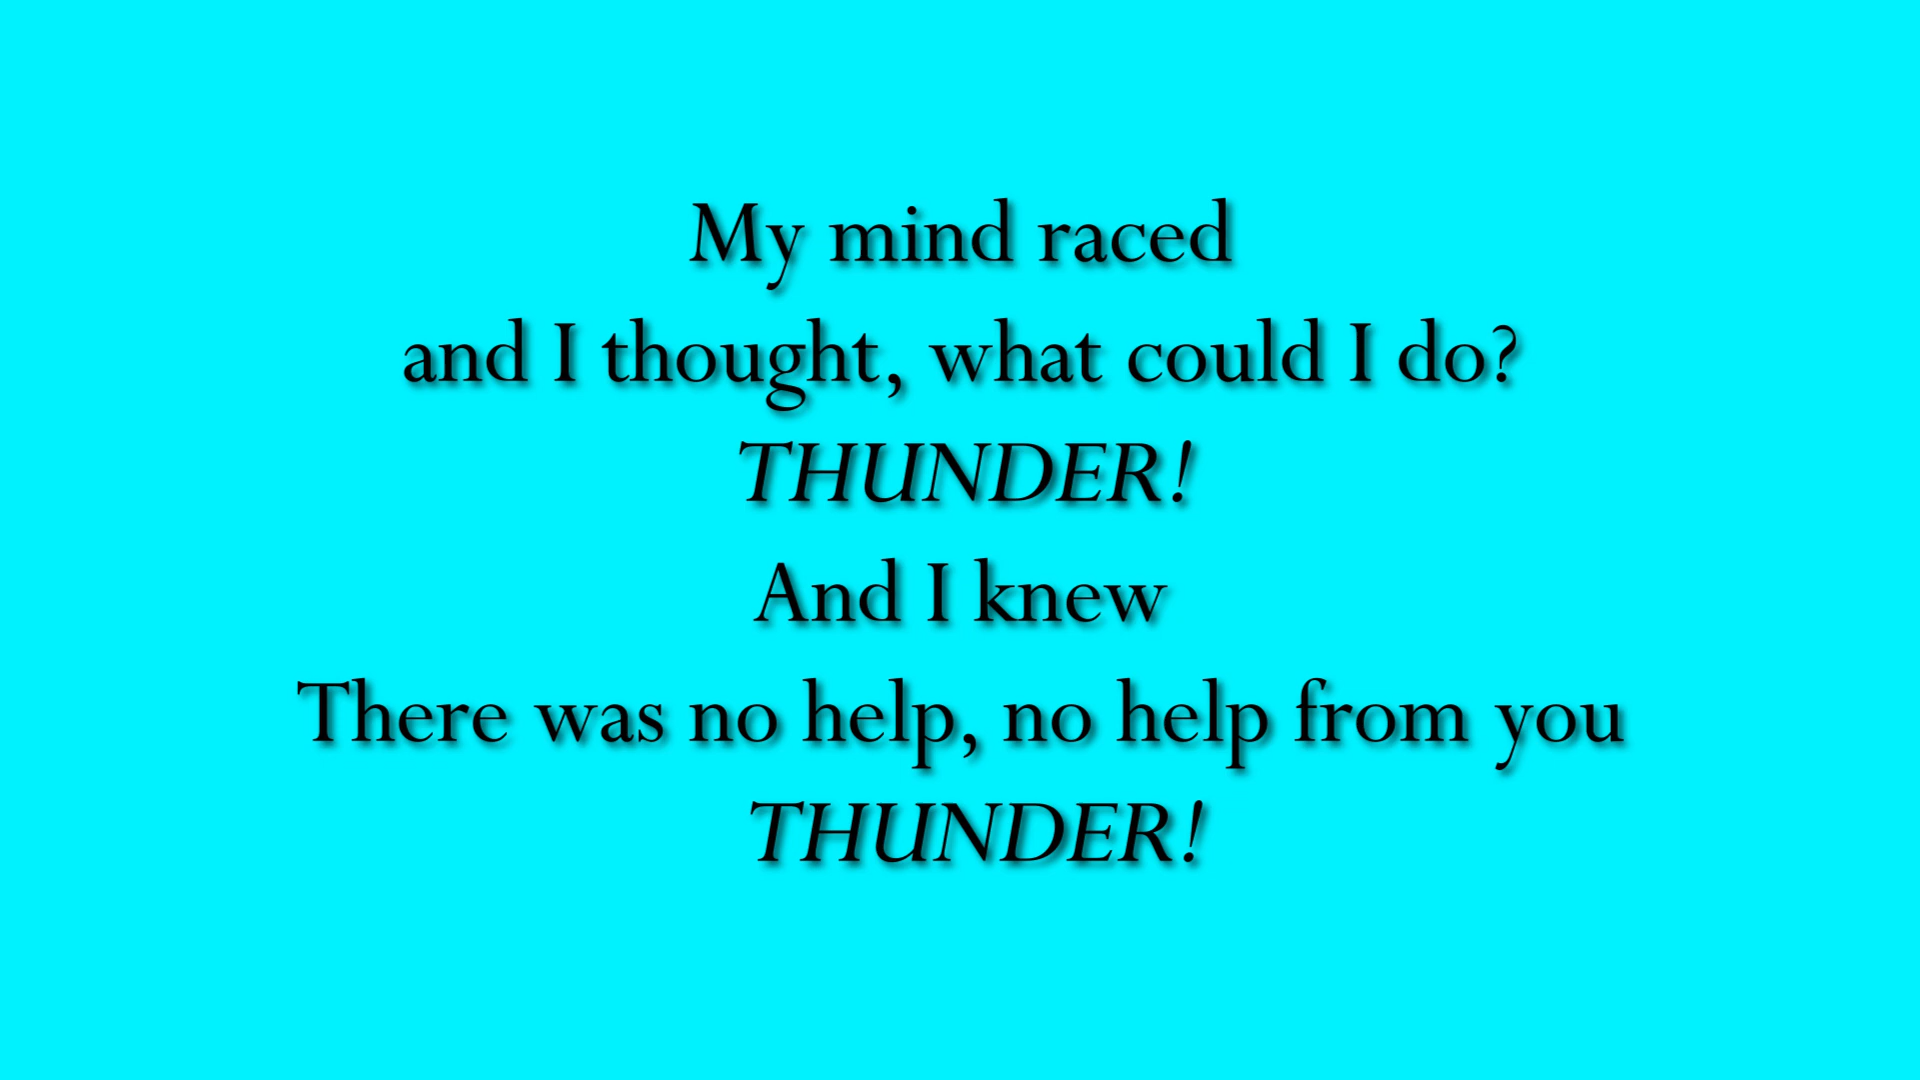 My mind raced
and I thought, what could I do?
THUNDER!
And I knew
There was no help, no help from you
THUNDER!